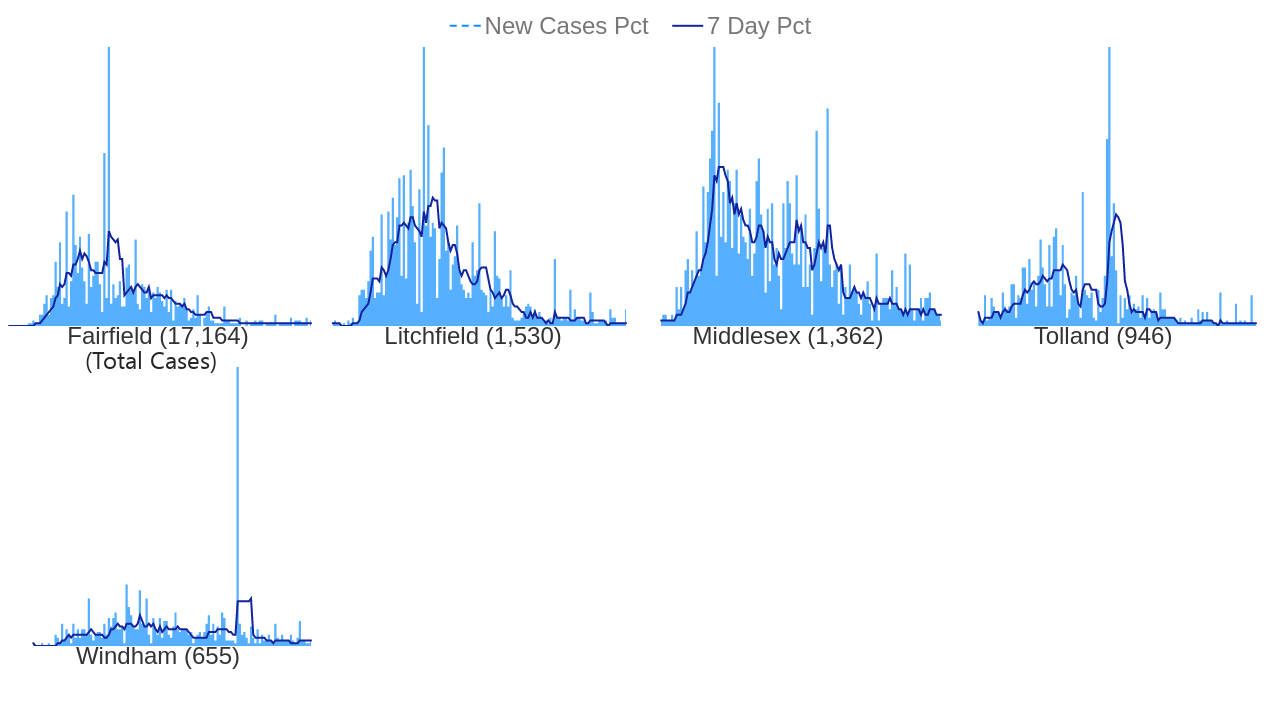 New Cases Pct 7 Day Pct
Fairfield (17,164) Litchfield (1,530) Middlesex (1,362) Tolland (946)
(Total Cases)
Windham (655)